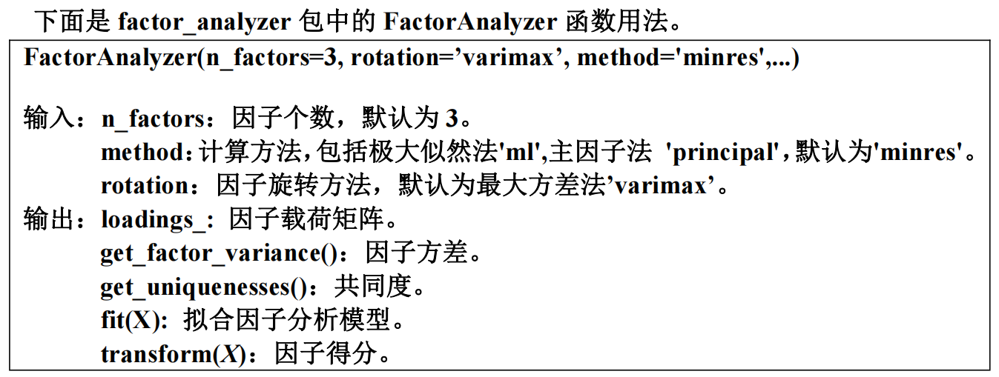 下面是 factor_analyzer 包中的 FactorAnalyzer 函数用法。
FactorAnalyzer(n_factors=3, rotation=’varimax’, method='minres',...)
输入：n_factors：因子个数，默认为 3。
method：计算方法，包括极大似然法'ml',主因子法 'principal'，默认为'minres'。
rotation：因子旋转方法，默认为最大方差法’varimax’。
输出：loadings_: 因子载荷矩阵。
get_factor_variance()：因子方差。
get_uniquenesses()：共同度。
fit(X): 拟合因子分析模型。
transform(X)：因子得分。